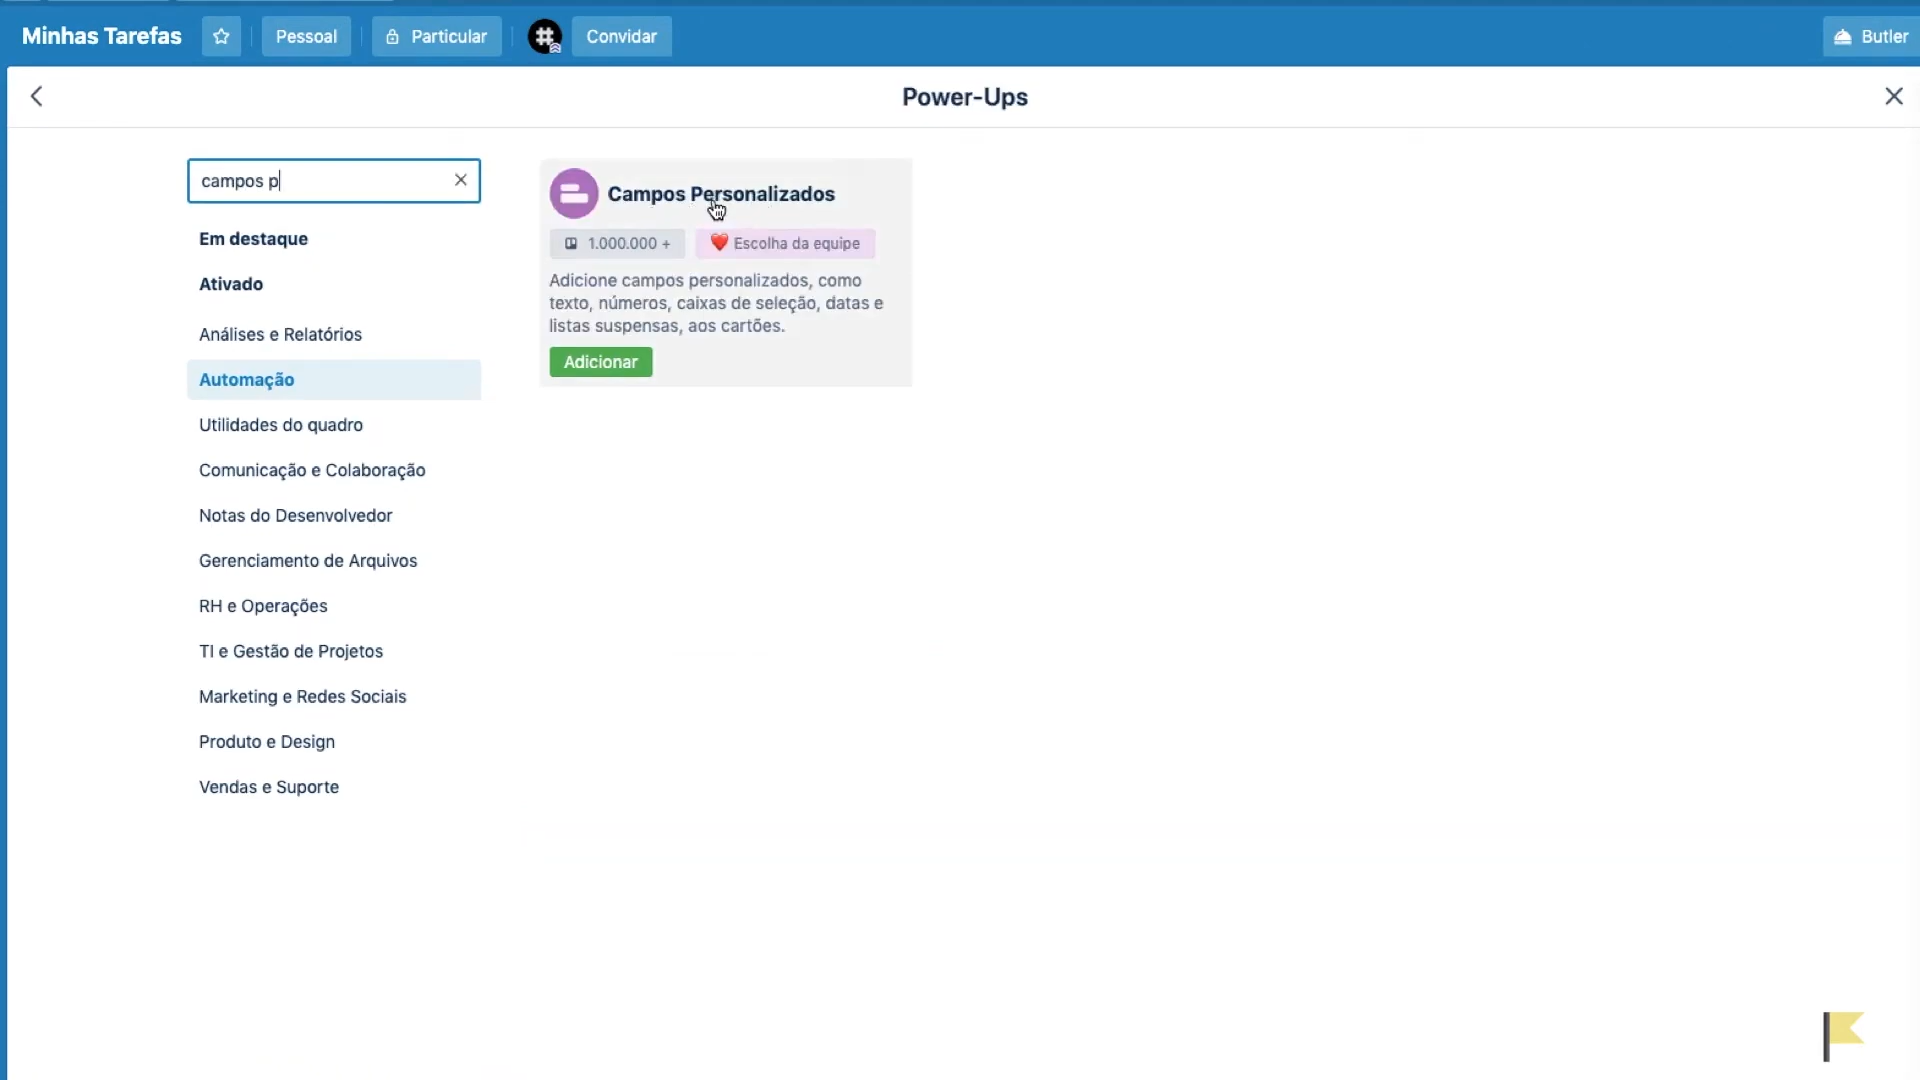 Minhas Tarefas
Pessoal
Particular
Convidar
Butler
Power-Ups
campos p
Em destaque
Ativado
Análises e Relatórios
Automação
Utilidades do quadro
Comunicação e Colaboração
Notas do Desenvolvedor
Gerenciamento de Arquivos
RH e Operações
TI e Gestão de Projetos
Marketing e Redes Sociais
Produto e Design
Vendas e Suporte
Campos Personalizados
1.000.000 +
Escolha da equipe
Adicione campos personalizados, como
texto, números, caixas de seleção, datas e
listas suspensas, aos cartões.
Adicionar